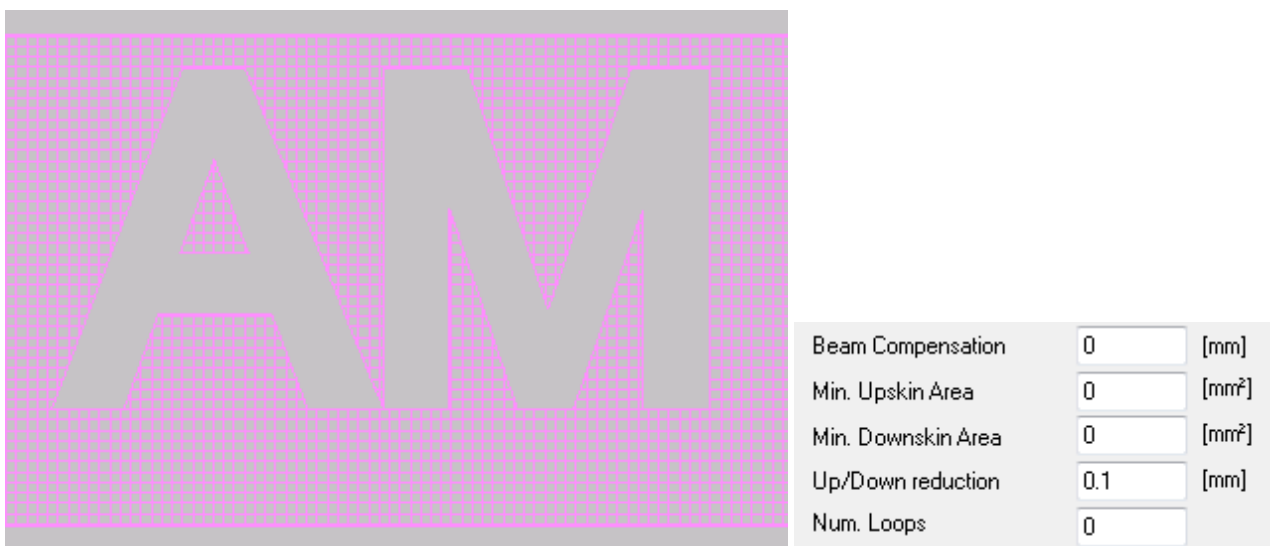 AM
Beam Compensation 0 [mm]
Min. Upskin Area 0 [mm²]
Min. Downskin Area 0 [mm²]
Up/Down reduction 0.1 [mm]
Num. Loops 0